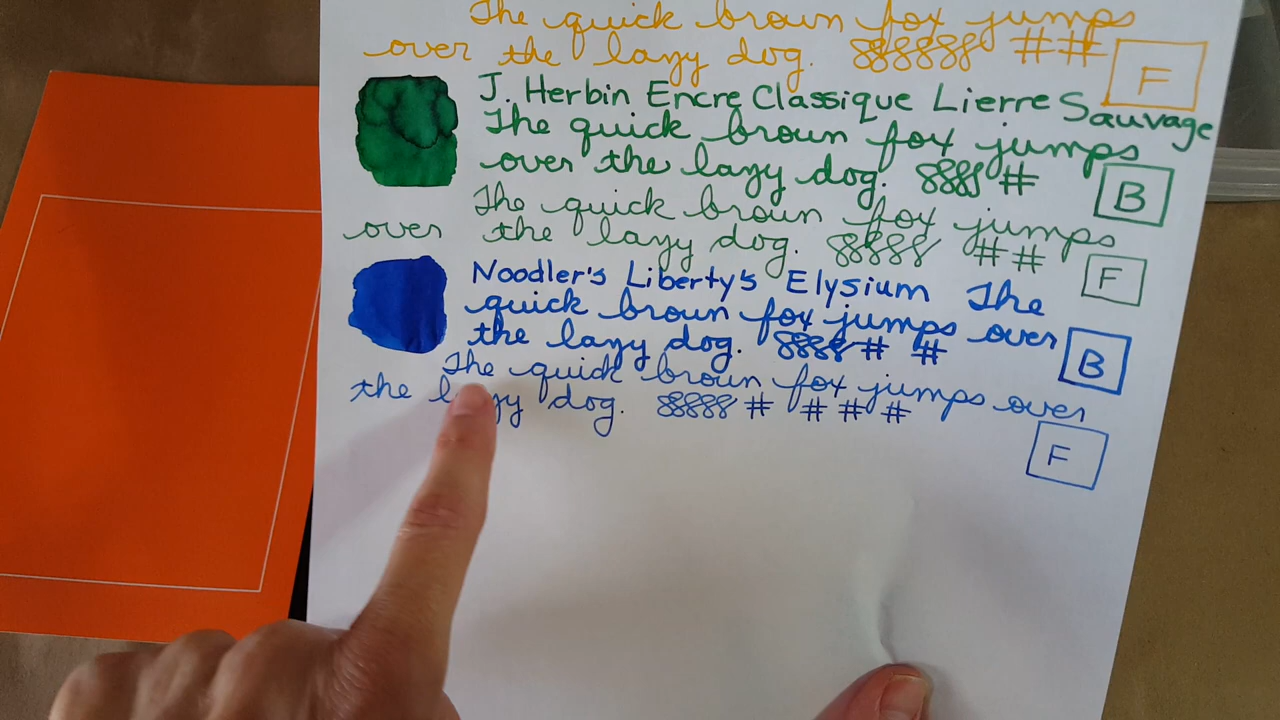 The quick brown fox jumps
over the lazy dog. 888888 ##
F
J. Herbin Encre Classique Lierre Sauvage
The quick brown fox jumps
over the lazy dog. 8888 #
B
The quick brown fox jumps
over the lazy dog. 88888 ##
F
Noodler's Liberty's Elysium The
quick brown fox jumps over
the lazy dog. 8888 # #
B
The quick brown fox jumps over
the lazy dog. 88888 # # # #
F